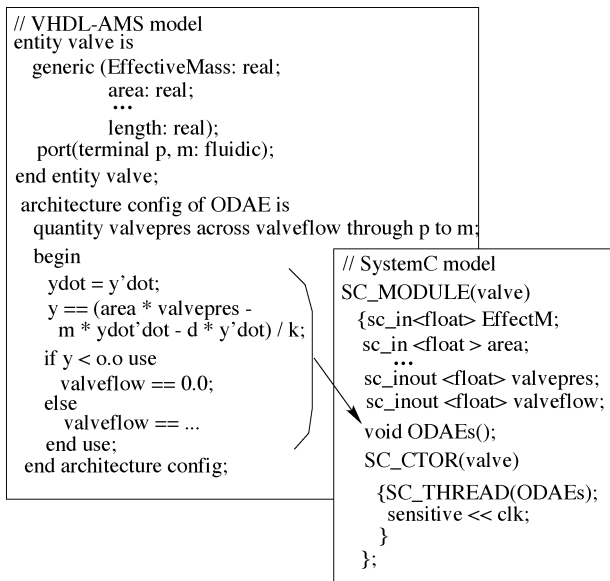 // VHDL-AMS model
entity valve is
generic (EffectiveMass: real;
area: real;
...
length: real);
port(terminal p, m: fluidic);
end entity valve;
architecture config of ODAE is
quantity valvepres across valveflow through p to m;
begin
ydot = y'dot;
y == (area * valvepres -
m * ydot'dot - d * y'dot) / k;
if y < o.o use
valveflow == 0.0;
else
valveflow == ...
end use;
end architecture config;
// SystemC model
SC_MODULE(valve)
{sc_in<float> EffectM;
sc_in <float > area;
...
sc_inout <float> valvepres;
sc_inout <float> valveflow;
void ODAEs();
SC_CTOR(valve)
{SC_THREAD(ODAEs);
sensitive << clk;
}
};